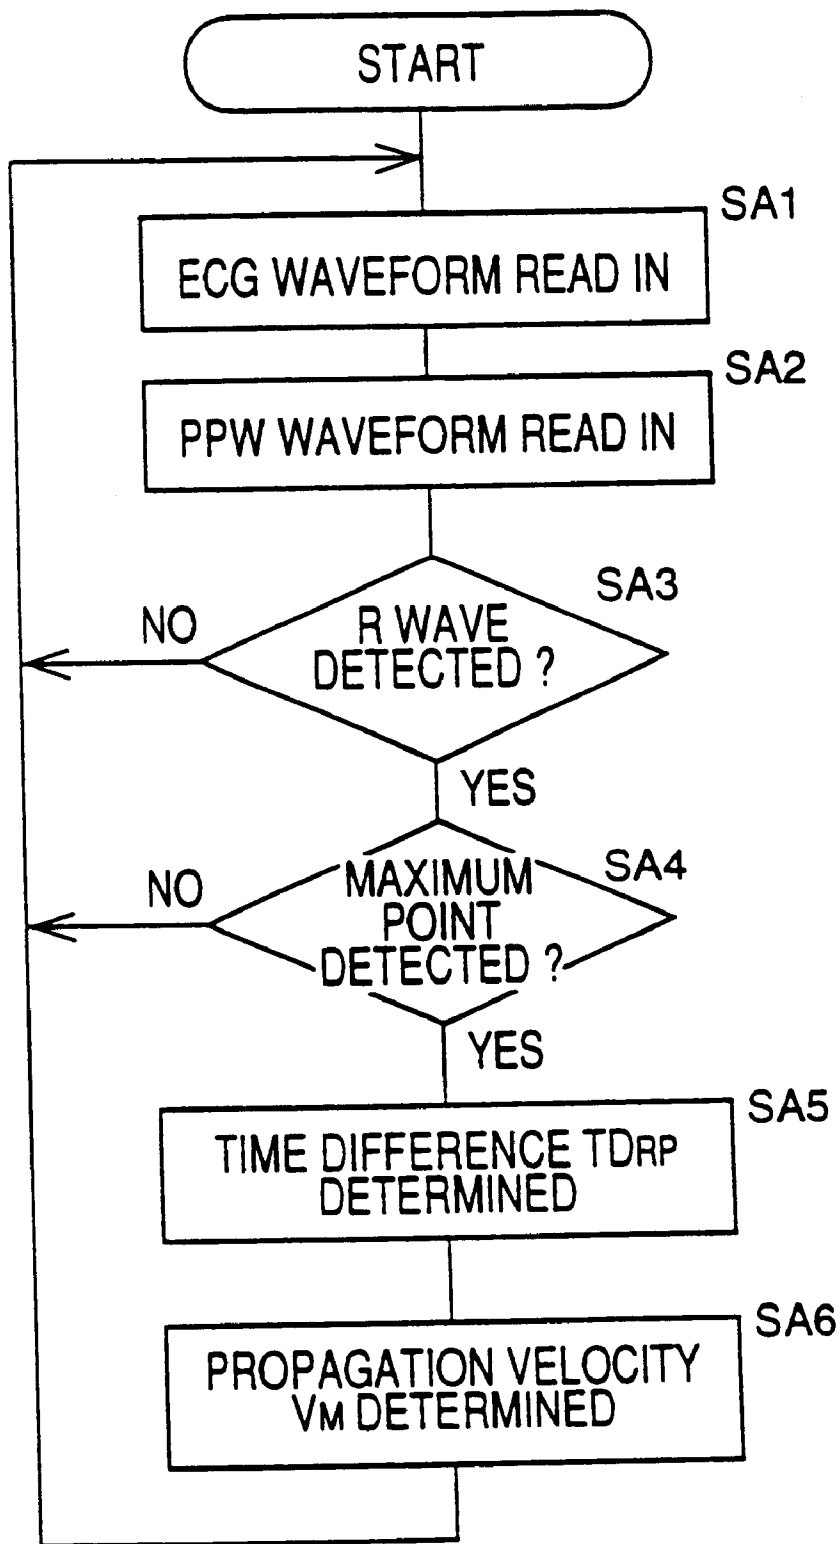 START
SA1
ECG WAVEFORM READ IN
SA2
PPW WAVEFORM READ IN
SA3
NO
R WAVE
DETECTED ?
YES
SA4
NO
MAXIMUM
POINT
DETECTED ?
YES
SA5
TIME DIFFERENCE TDRP
DETERMINED
SA6
PROPAGATION VELOCITY
VM DETERMINED